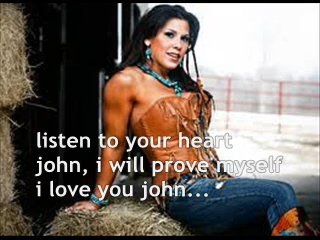 listen to your heart
john, i will prove myself
i love you john...